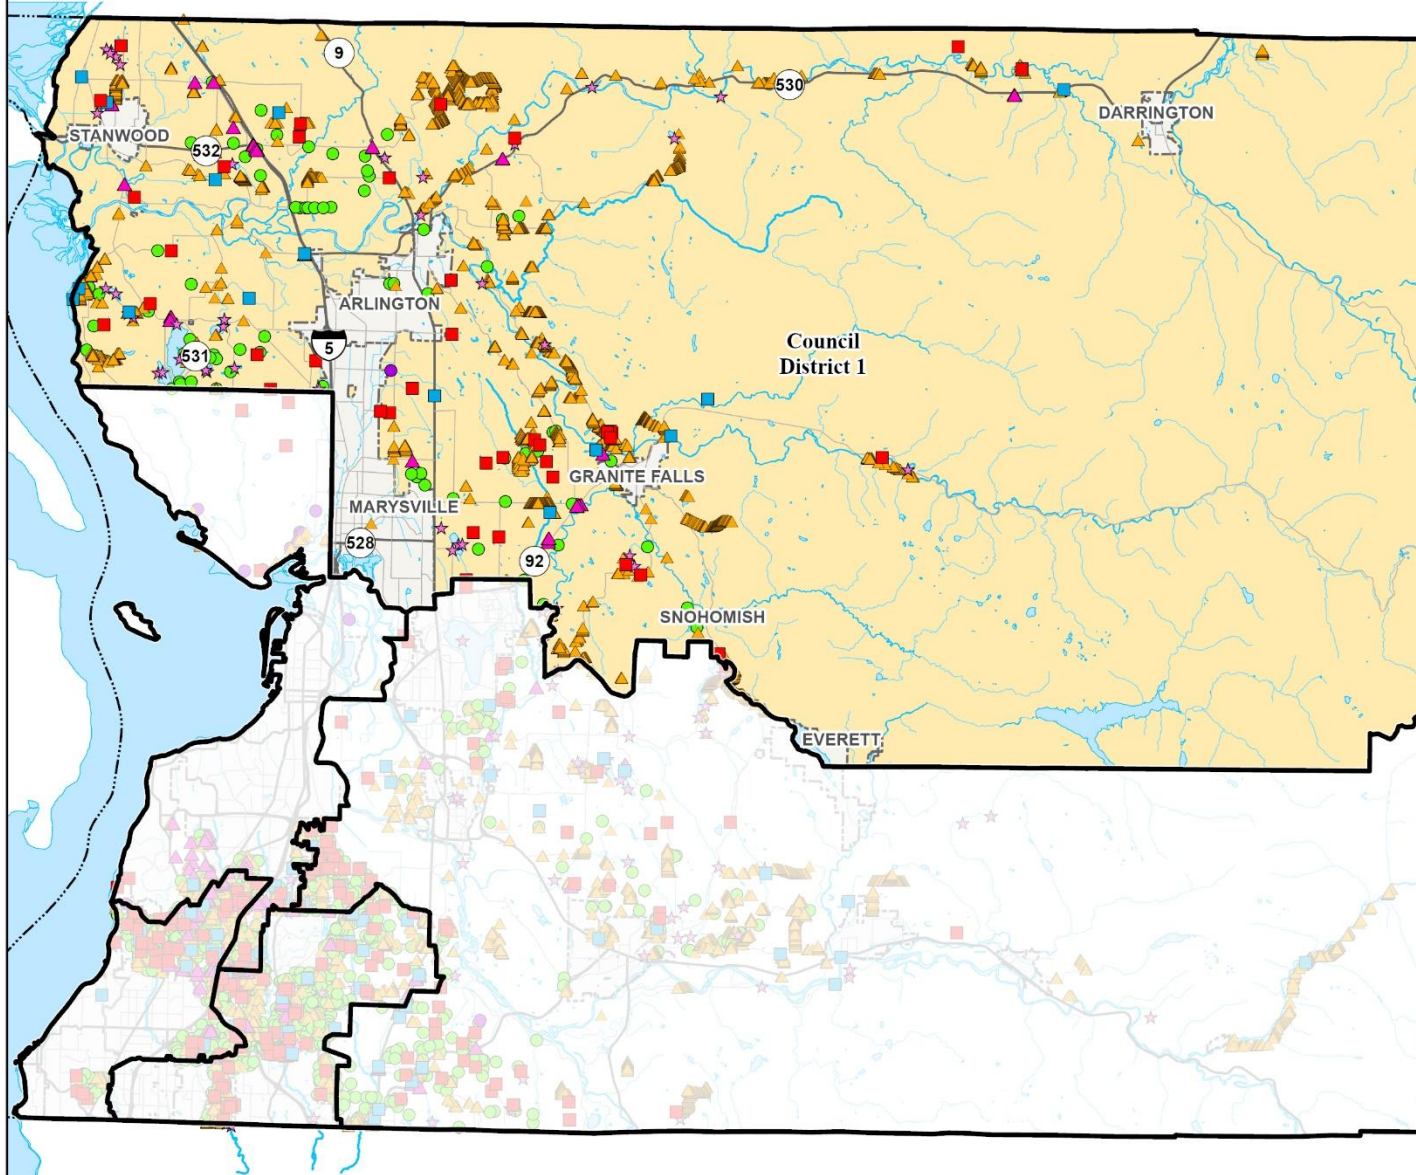 9
530
DARRINGTON
STANWOOD
532
ARLINGTON
5
531
Council
District 1
GRANITE FALLS
MARYSVILLE
528
92
SNOHOMISH
EVERETT